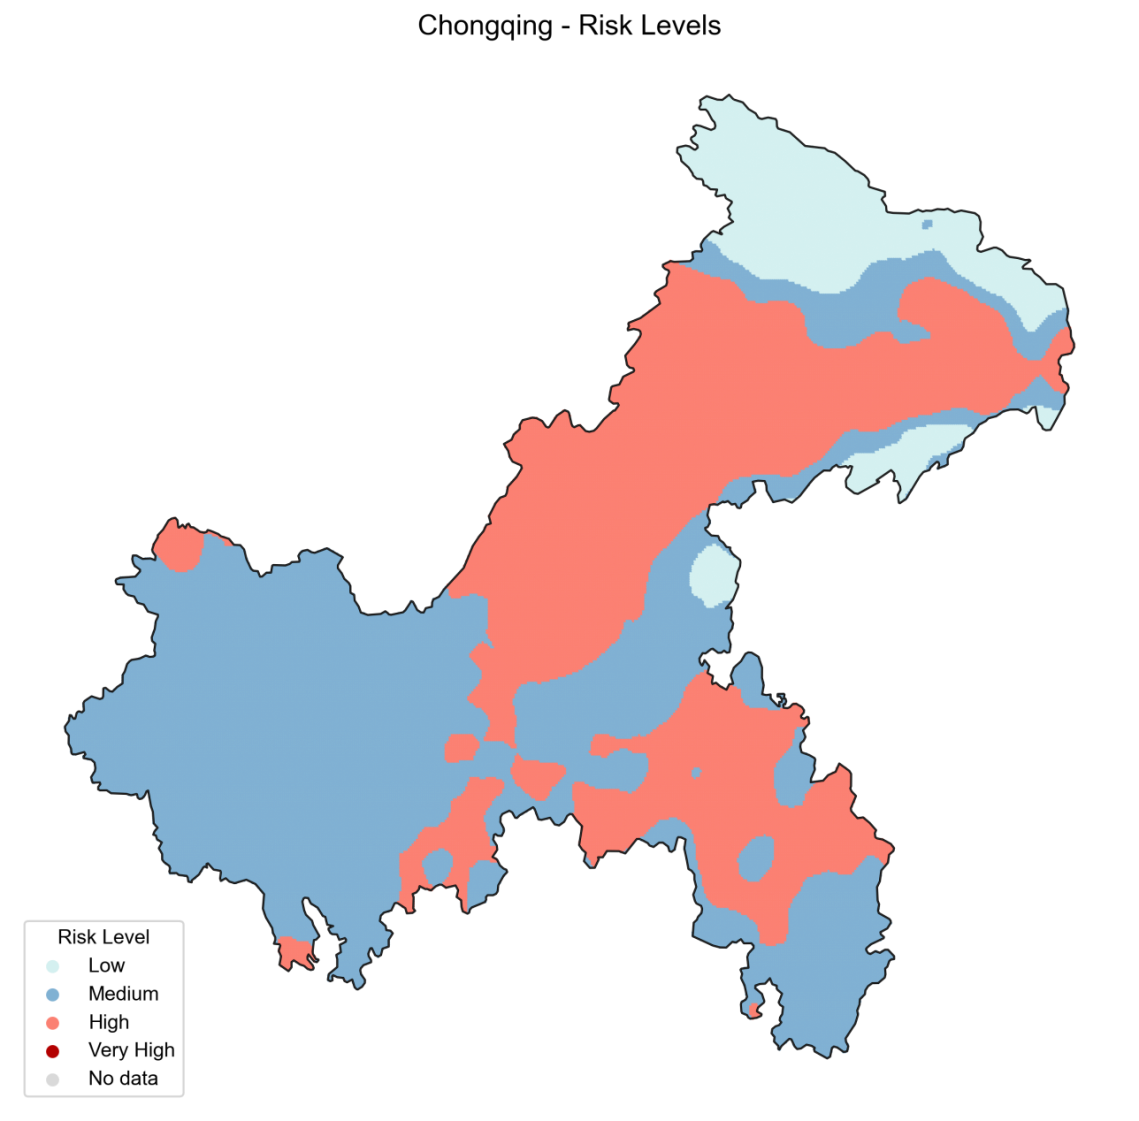 Chongqing - Risk Levels
Risk Level
Low
Medium
High
Very High
No data